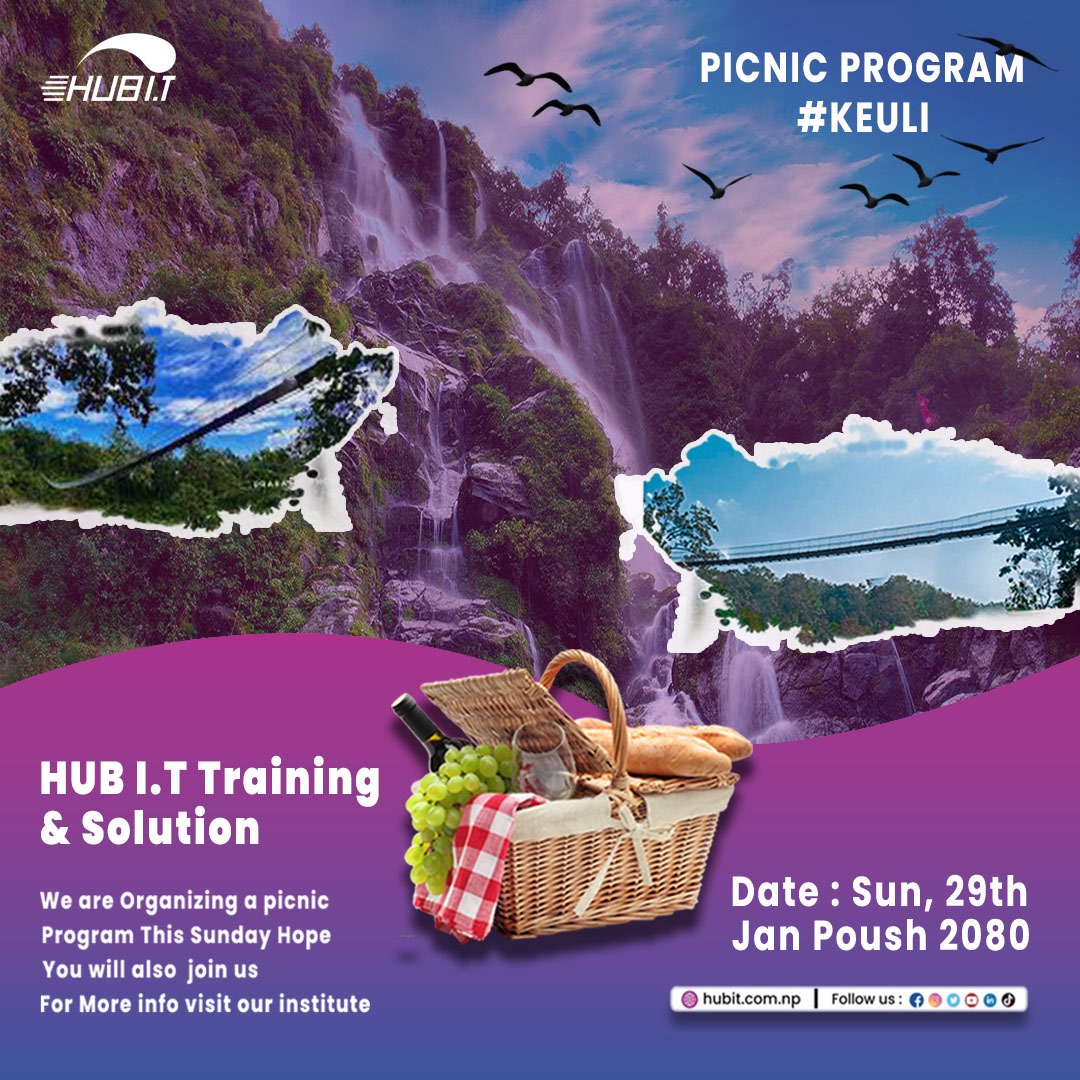 HUB I.T
PICNIC PROGRAM
#KEULI
HUB I.T Training
& Solution
We are Organizing a picnic
Program This Sunday Hope
You will also join us
For More info visit our institute
Date : Sun, 29th
Jan Poush 2080
hubit.com.np | Follow us :